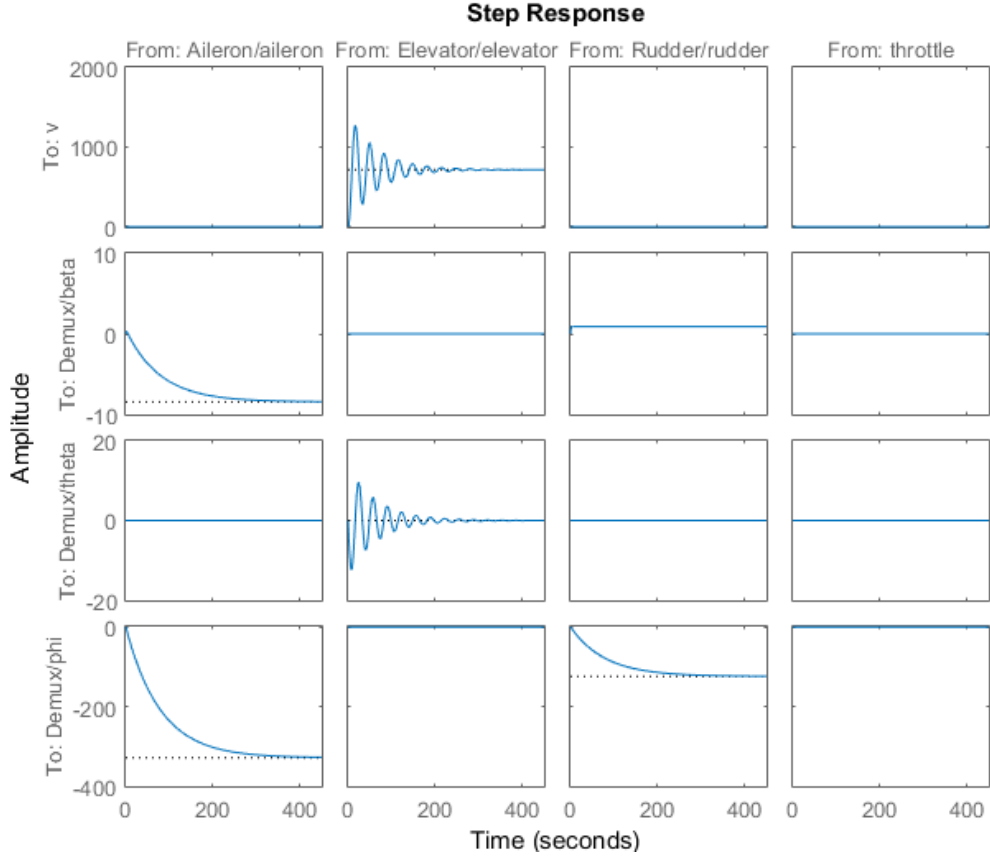 Step Response
From: Aileron/aileron
From: Elevator/elevator
From: Rudder/rudder
From: throttle
Amplitude
To: v
2000
1000
0
To: Demux/beta
10
0
-10
To: Demux/theta
20
0
-20
To: Demux/phi
0
-200
-400
0 200 400
0 200 400
0 200 400
0 200 400
Time (seconds)